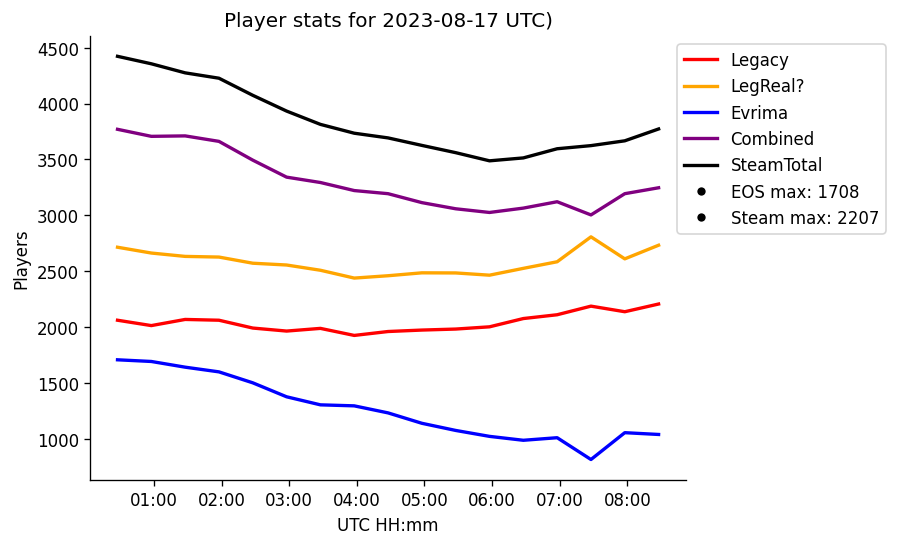 Player stats for 2023-08-17 UTC)
4500
4000
3500
3000
2500
2000
1500
1000
Players
01:00 02:00 03:00 04:00 05:00 06:00 07:00 08:00
UTC HH:mm
Legacy
LegReal?
Evrima
Combined
SteamTotal
EOS max: 1708
Steam max: 2207